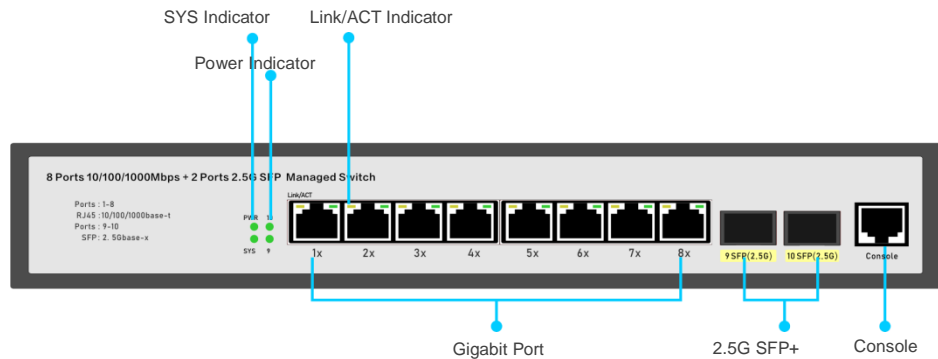 SYS Indicator
Link/ACT Indicator
Power Indicator
8 Ports 10/100/1000Mbps + 2 Ports 2.5G SFP Managed Switch
Link/ACT
Ports : 1-8
RJ45 :10/100/1000base-t
Ports : 9-10
SFP: 2. 5Gbase-x
PWR 10
SYS 9
1x 2x 3x 4x 5x 6x 7x 8x
9 SFP(2.5G) 10 SFP(2.5G) Console
Gigabit Port
2.5G SFP+
Console